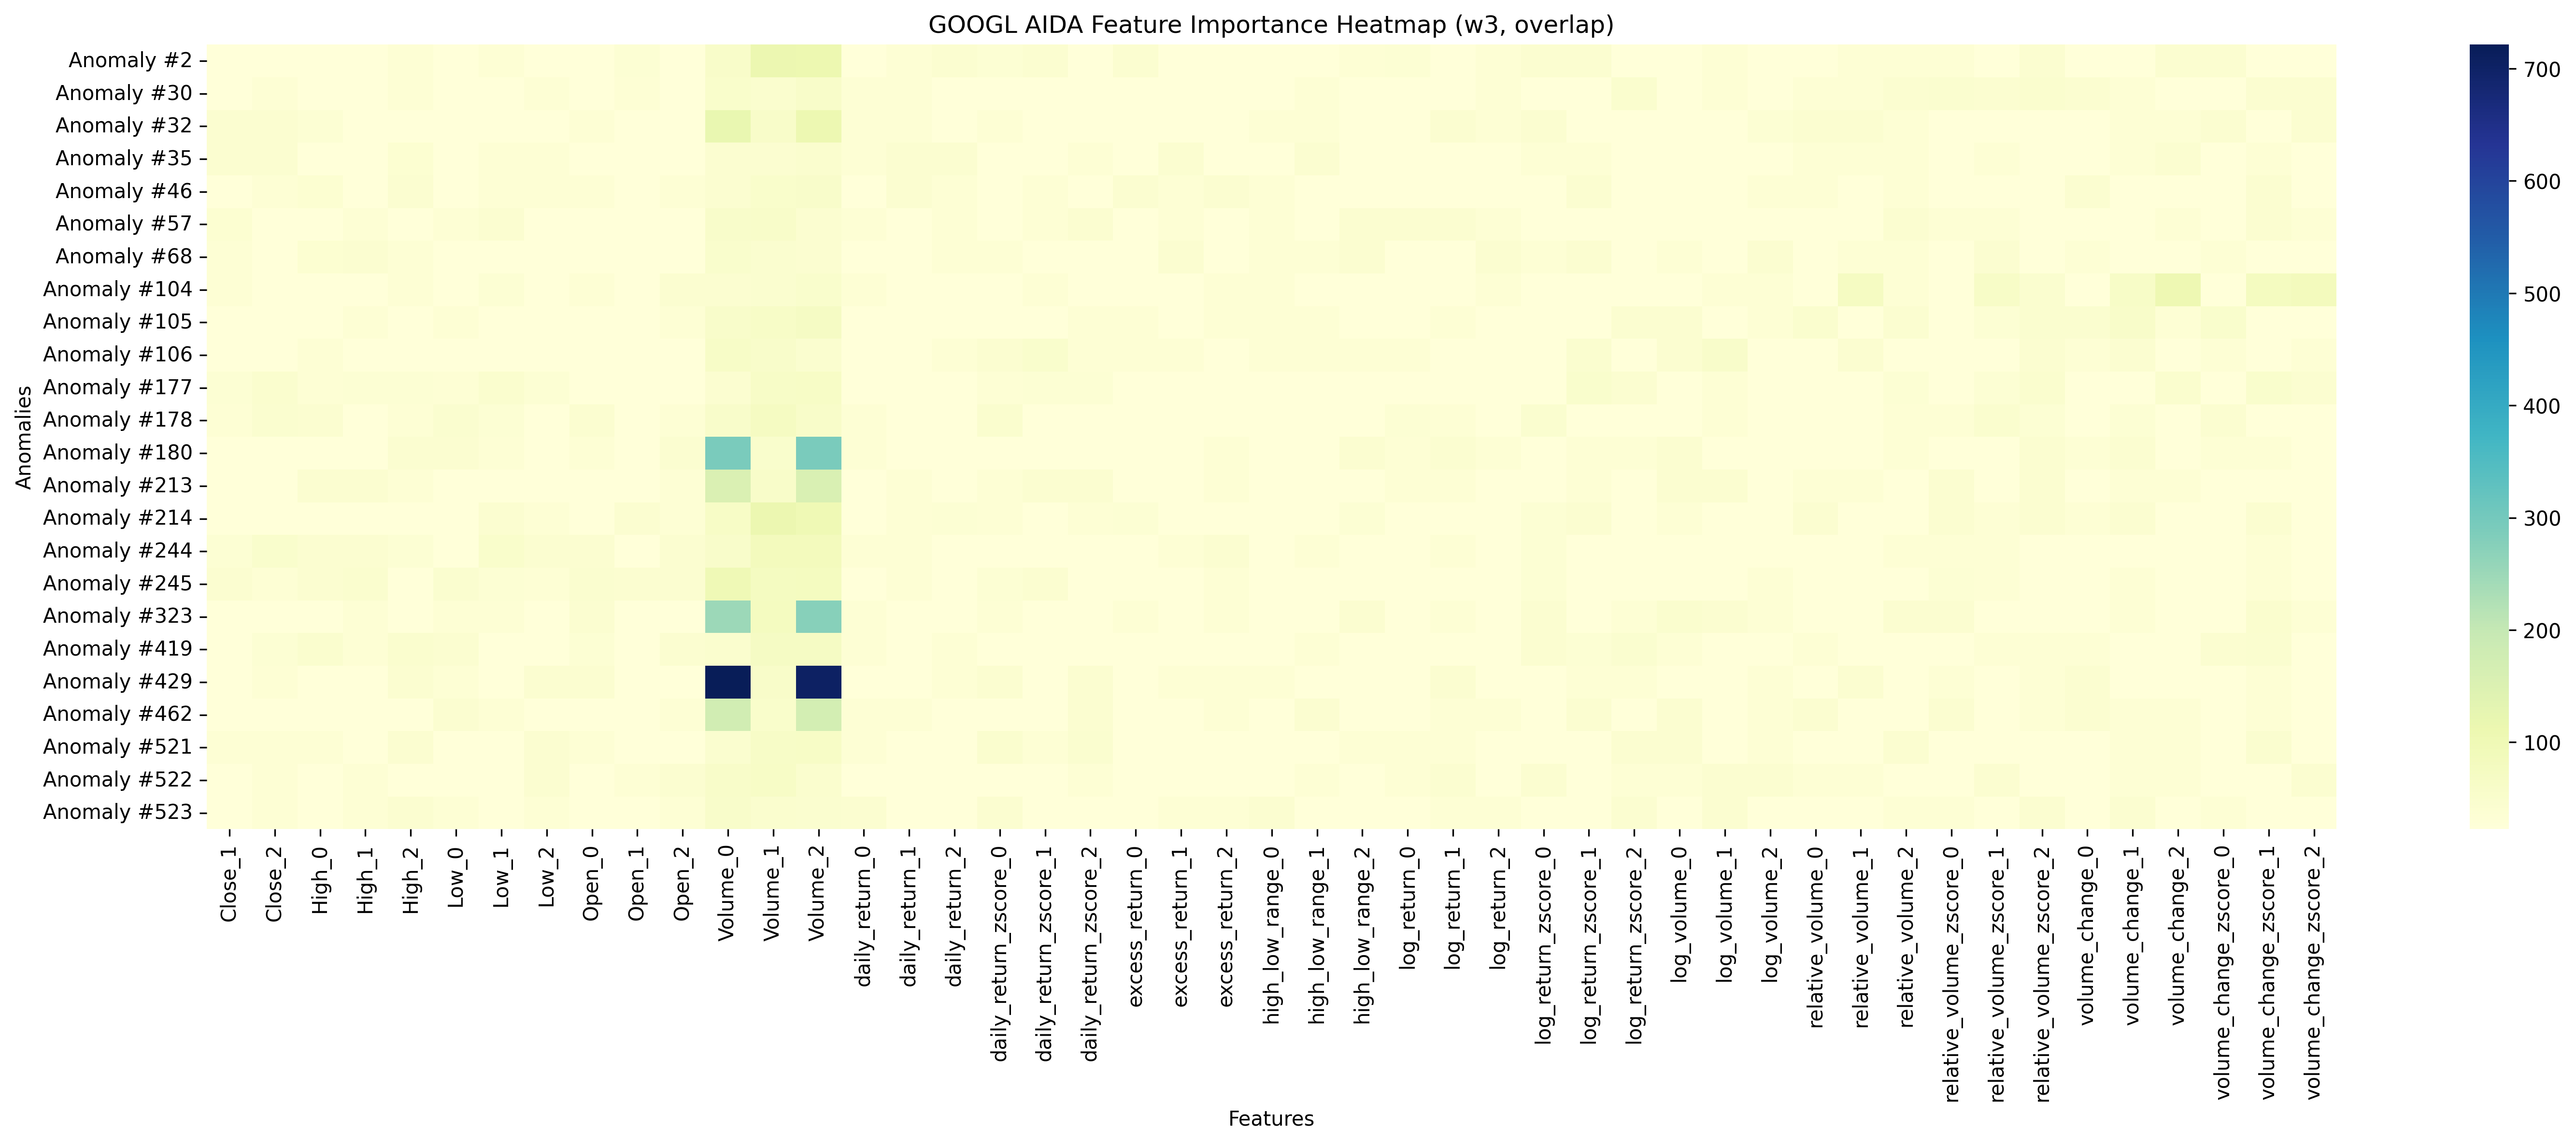 GOOGL AIDA Feature Importance Heatmap (w3, overlap)
Anomalies
Anomaly #2
Anomaly #30
Anomaly #32
Anomaly #35
Anomaly #46
Anomaly #57
Anomaly #68
Anomaly #104
Anomaly #105
Anomaly #106
Anomaly #177
Anomaly #178
Anomaly #180
Anomaly #213
Anomaly #214
Anomaly #244
Anomaly #245
Anomaly #323
Anomaly #419
Anomaly #429
Anomaly #462
Anomaly #521
Anomaly #522
Anomaly #523
Close_1
Close_2
High_0
High_1
High_2
Low_0
Low_1
Low_2
Open_0
Open_1
Open_2
Volume_0
Volume_1
Volume_2
daily_return_0
daily_return_1
daily_return_2
daily_return_zscore_0
daily_return_zscore_1
daily_return_zscore_2
excess_return_0
excess_return_1
excess_return_2
high_low_range_0
high_low_range_1
high_low_range_2
log_return_0
log_return_1
log_return_2
log_return_zscore_0
log_return_zscore_1
log_return_zscore_2
log_volume_0
log_volume_1
log_volume_2
relative_volume_0
relative_volume_1
relative_volume_2
relative_volume_zscore_0
relative_volume_zscore_1
relative_volume_zscore_2
volume_change_0
volume_change_1
volume_change_2
volume_change_zscore_0
volume_change_zscore_1
volume_change_zscore_2
Features
700
600
500
400
300
200
100